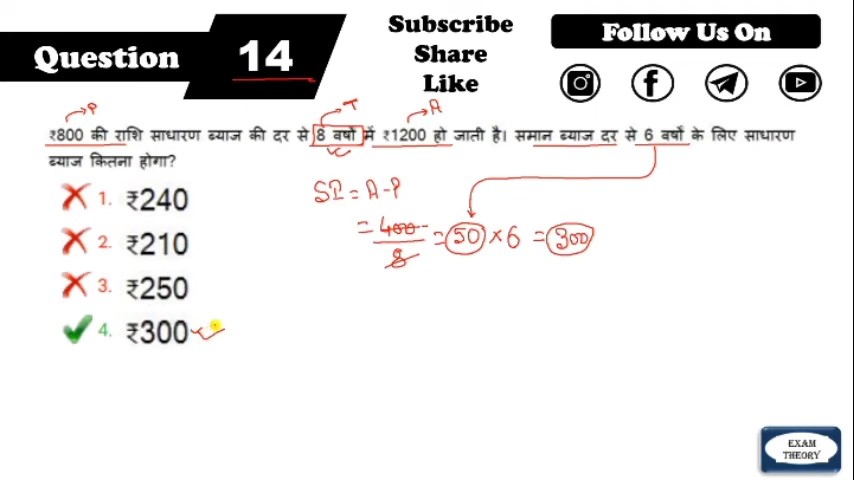 Question 14
Subscribe
Share
Like
Follow Us On
P
T
A
₹800 की राशि साधारण ब्याज की दर से 8 वर्षो में ₹1200 हो जाती है। समान ब्याज दर से 6 वर्षो के लिए साधारण
ब्याज कितना होगा?
SI = A-P
= 400/8 = 50 × 6 = 300
1. ₹240
2. ₹210
3. ₹250
4. ₹300
EXAM
THEORY